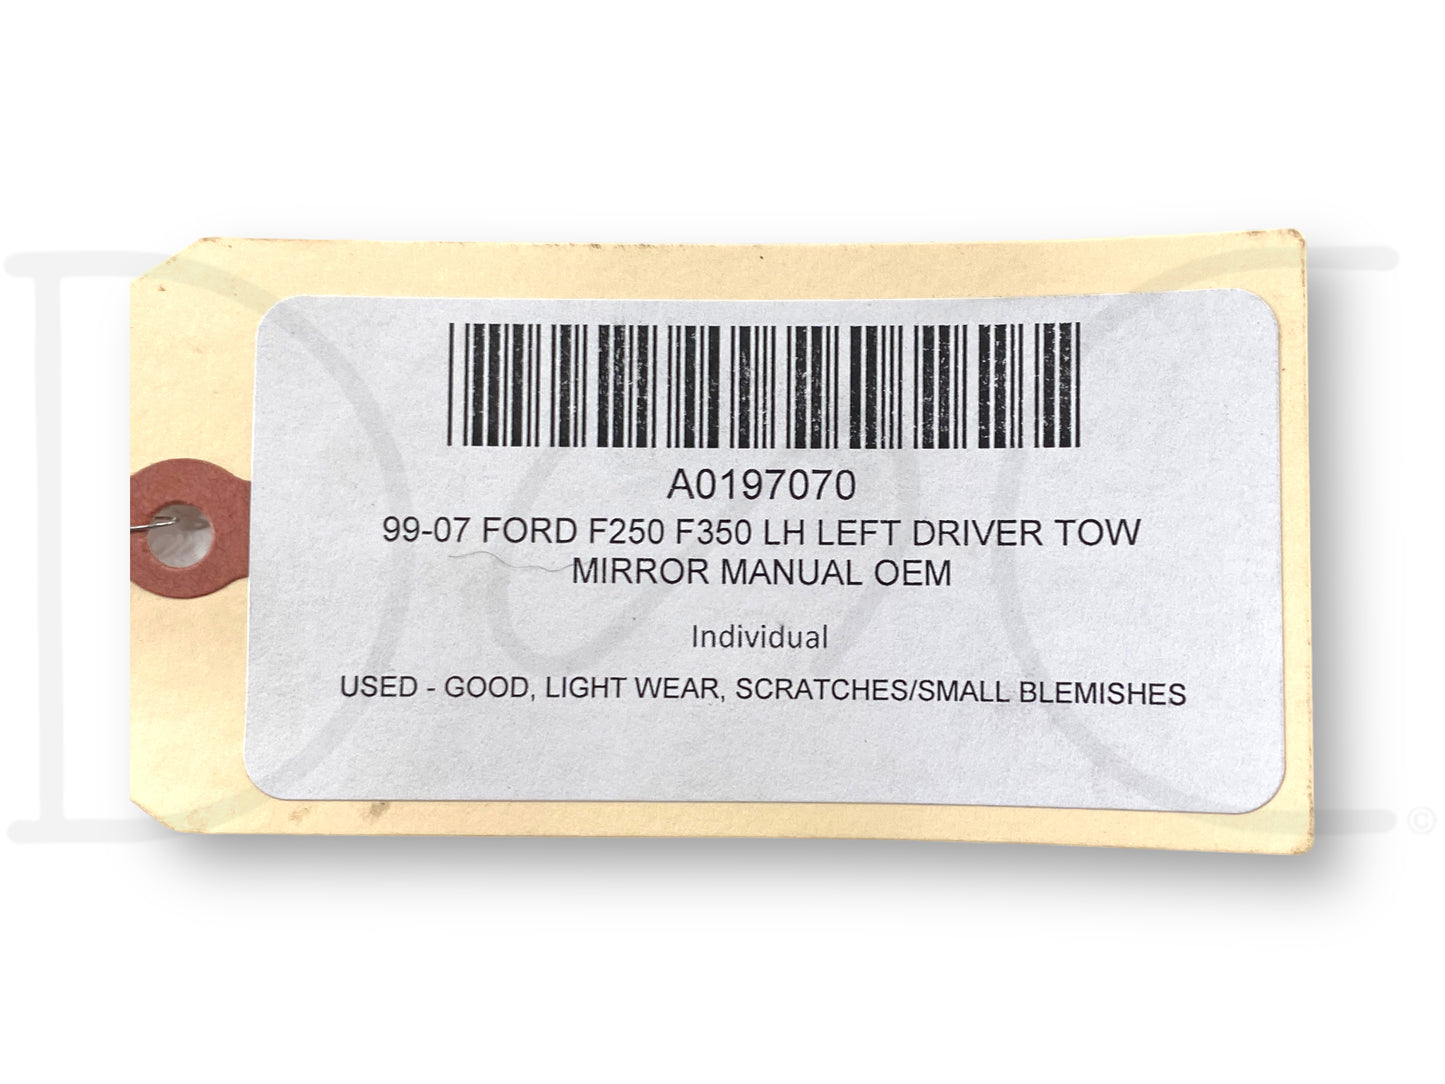 A0197070
99-07 FORD F250 F350 LH LEFT DRIVER TOW
MIRROR MANUAL OEM
Individual
USED - GOOD, LIGHT WEAR, SCRATCHES/SMALL BLEMISHES
©